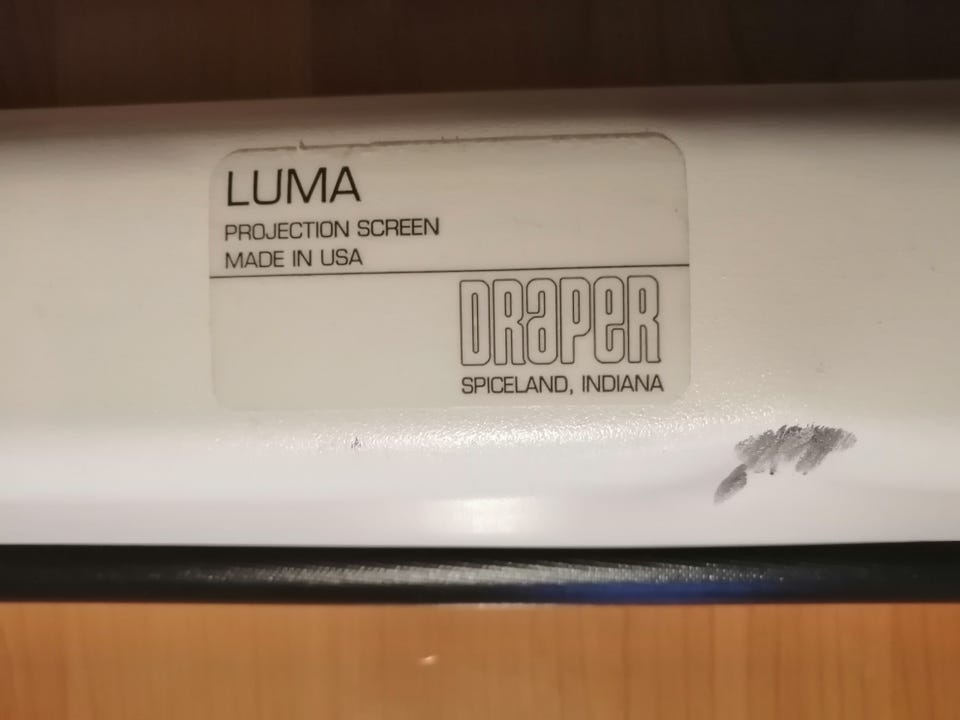 LUMA
PROJECTION SCREEN
MADE IN USA
DRAPER
SPICELAND, INDIANA